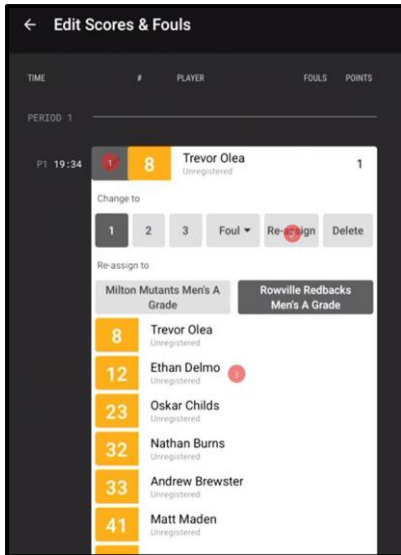 ← Edit Scores & Fouls
TIME # PLAYER FOULS POINTS
PERIOD 1
P1 19:34 1 8 Trevor Olea 1
Unregistered
Change to
1 2 3 Foul Re-assign Delete
2
Re-assign to
Milton Mutants Men's A
Grade
Rowville Redbacks
Men's A Grade
8 Trevor Olea
Unregistered
12 Ethan Delmo 3
Unregistered
23 Oskar Childs
Unregistered
32 Nathan Burns
Unregistered
33 Andrew Brewster
Unregistered
41 Matt Maden
Unregistered